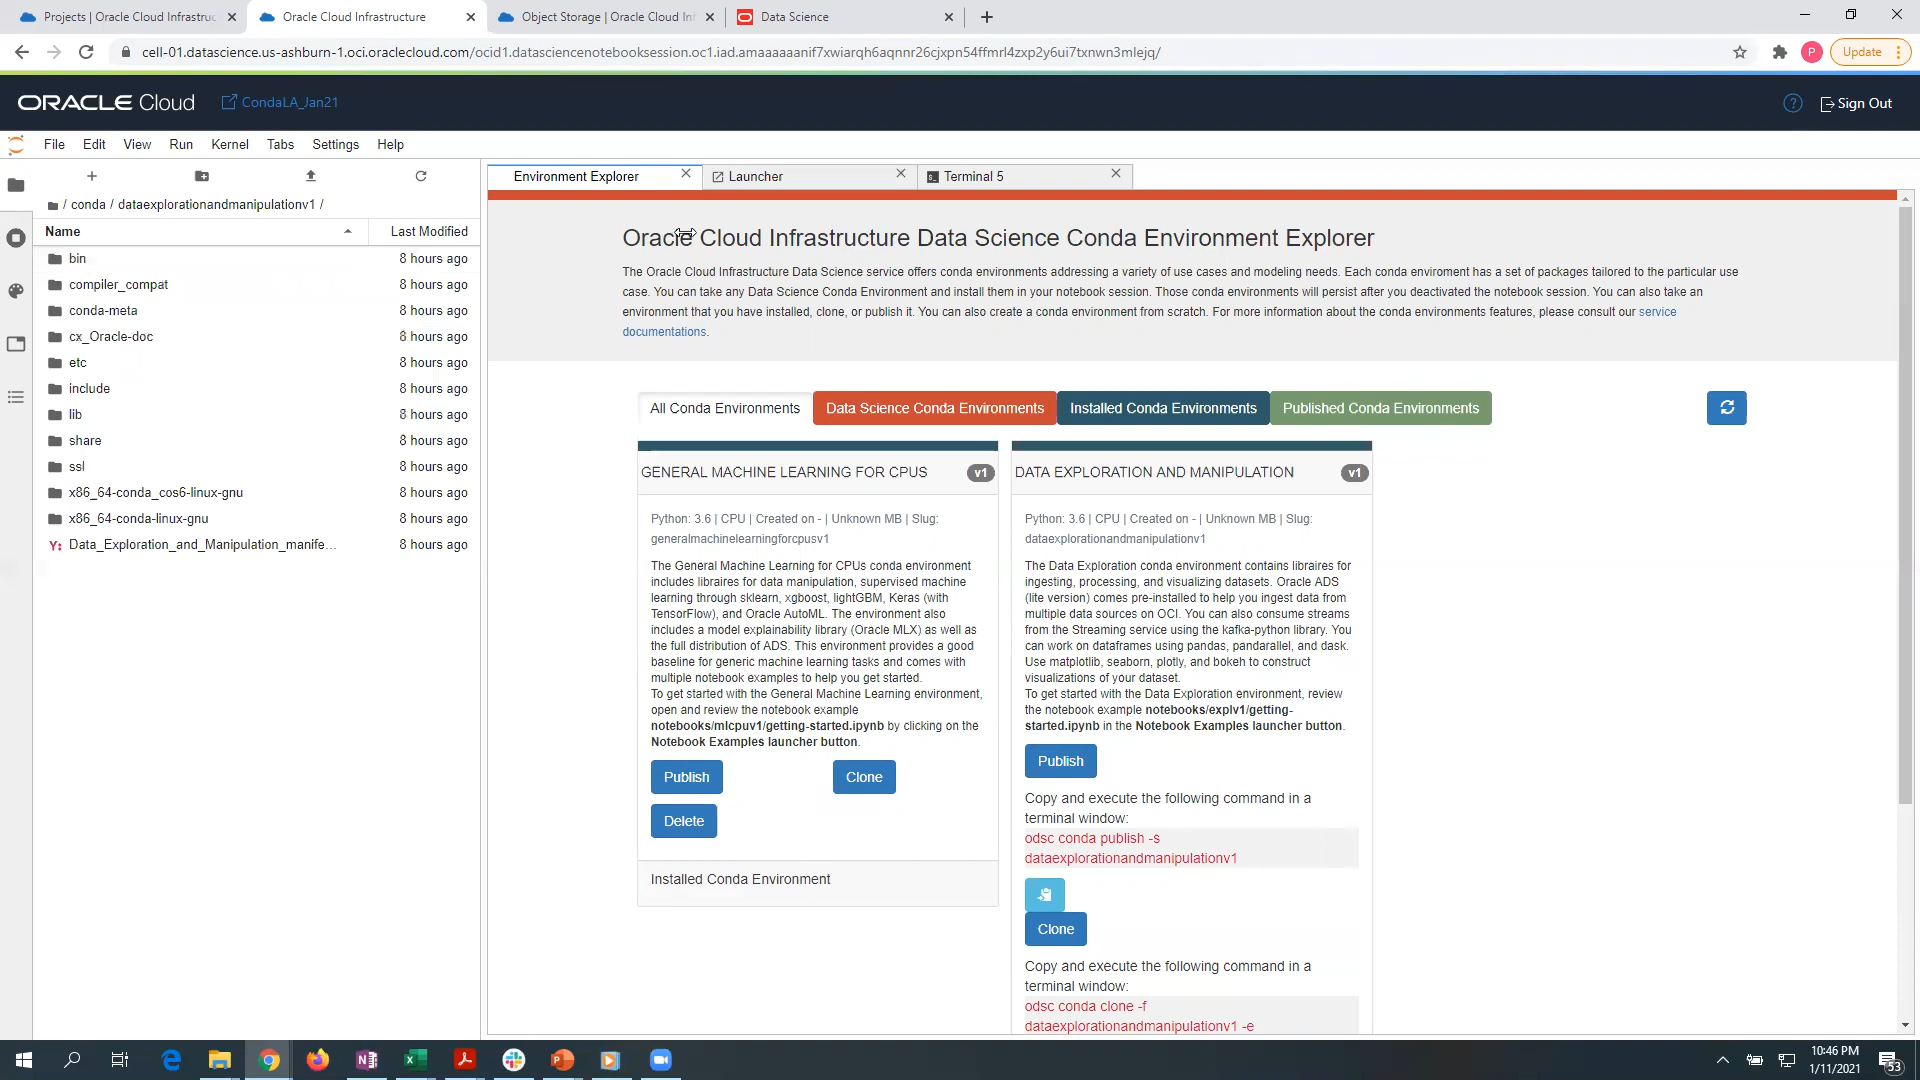 Projects | Oracle Cloud Infrastruc
Oracle Cloud Infrastructure
Object Storage | Oracle Cloud Inf
Data Science
cell-01.datascience.us-ashburn-1.oci.oraclecloud.com/ocid1.datasciencenotebooksession.oc1.iad.amaaaaaanif7xwiarqh6aqnnr26cjxpn54ffmrl4zxp2y6ui7txnwn3mlejq/
P
Update
ORACLE Cloud
CondaLA_Jan21
?
Sign Out
File Edit View Run Kernel Tabs Settings Help
Environment Explorer
Launcher
Terminal 5
/ conda / dataexplorationandmanipulationv1 /
Name Last Modified
bin 8 hours ago
compiler_compat 8 hours ago
conda-meta 8 hours ago
cx_Oracle-doc 8 hours ago
etc 8 hours ago
include 8 hours ago
lib 8 hours ago
share 8 hours ago
ssl 8 hours ago
x86_64-conda_cos6-linux-gnu 8 hours ago
x86_64-conda-linux-gnu 8 hours ago
Y: Data_Exploration_and_Manipulation_manife... 8 hours ago
Oracle Cloud Infrastructure Data Science Conda Environment Explorer
The Oracle Cloud Infrastructure Data Science service offers conda environments addressing a variety of use cases and modeling needs. Each conda enviroment has a set of packages tailored to the particular use
case. You can take any Data Science Conda Environment and install them in your notebook session. Those conda environments will persist after you deactivated the notebook session. You can also take an
environment that you have installed, clone, or publish it. You can also create a conda environment from scratch. For more information about the conda environments features, please consult our service
documentations.
All Conda Environments
Data Science Conda Environments
Installed Conda Environments
Published Conda Environments
GENERAL MACHINE LEARNING FOR CPUS v1
Python: 3.6 | CPU | Created on - | Unknown MB | Slug:
generalmachinelearningforcpusv1
The General Machine Learning for CPUs conda environment
includes libraires for data manipulation, supervised machine
learning through sklearn, xgboost, lightGBM, Keras (with
TensorFlow), and Oracle AutoML. The environment also
includes a model explainability library (Oracle MLX) as well as
the full distribution of ADS. This environment provides a good
baseline for generic machine learning tasks and comes with
multiple notebook examples to help you get started.
To get started with the General Machine Learning environment,
open and review the notebook example
notebooks/mlcpuv1/getting-started.ipynb by clicking on the
Notebook Examples launcher button.
Publish
Clone
Delete
Installed Conda Environment
DATA EXPLORATION AND MANIPULATION v1
Python: 3.6 | CPU | Created on - | Unknown MB | Slug:
dataexplorationandmanipulationv1
The Data Exploration conda environment contains libraires for
ingesting, processing, and visualizing datasets. Oracle ADS
(lite version) comes pre-installed to help you ingest data from
multiple data sources on OCI. You can also consume streams
from the Streaming service using the kafka-python library. You
can work on dataframes using pandas, pandarallel, and dask.
Use matplotlib, seaborn, plotly, and bokeh to construct
visualizations of your dataset.
To get started with the Data Exploration environment, review
the notebook example notebooks/explv1/getting-
started.ipynb in the Notebook Examples launcher button.
Publish
Copy and execute the following command in a
terminal window:
odsc conda publish -s
dataexplorationandmanipulationv1
Clone
Copy and execute the following command in a
terminal window:
odsc conda clone -f
dataexplorationandmanipulationv1 -e
10:46 PM
1/11/2021
53